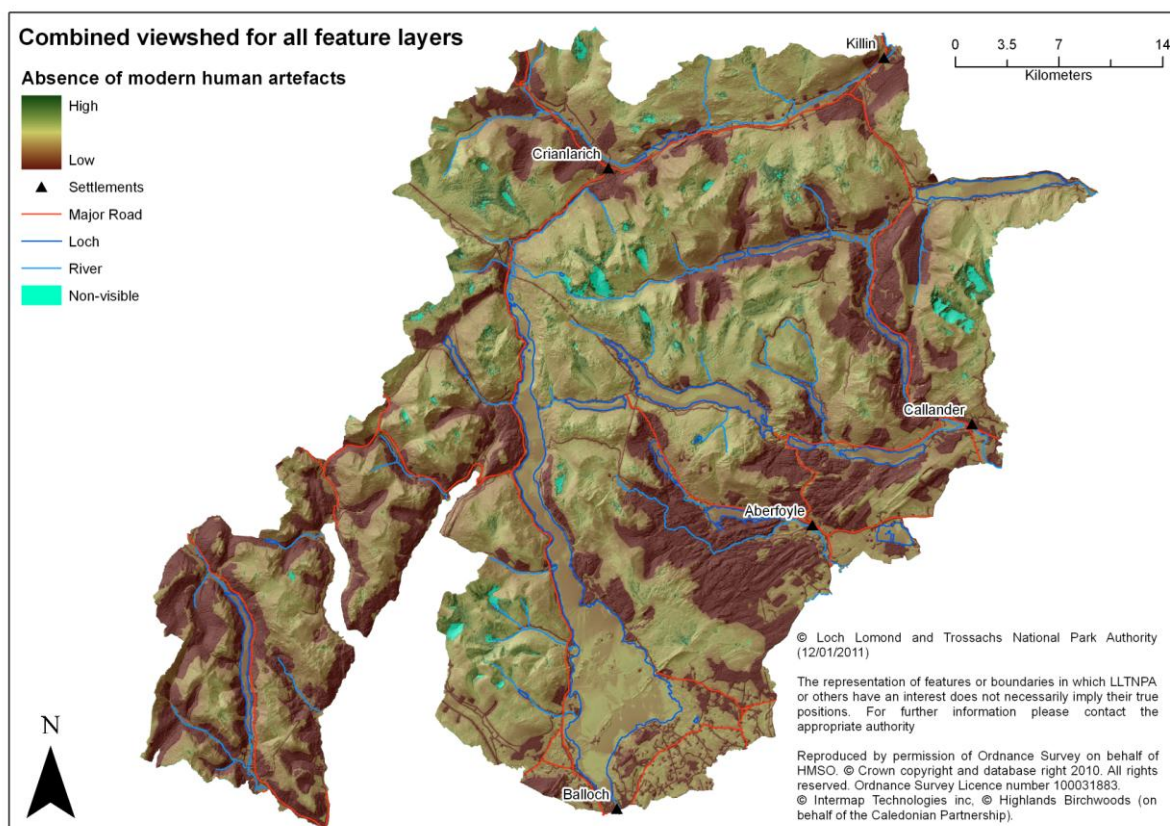 Combined viewshed for all feature layers
Absence of modern human artefacts
High
Low
Settlements
Major Road
Loch
River
Non-visible
Killin
0 3.5 7 14
Kilometers
Crianlarich
Callander
Aberfoyle
Balloch
N
© Loch Lomond and Trossachs National Park Authority
(12/01/2011)
The representation of features or boundaries in which LLTNPA
or others have an interest does not necessarily imply their true
positions. For further information please contact the
appropriate authority
Reproduced by permission of Ordnance Survey on behalf of
HMSO. © Crown copyright and database right 2010. All rights
reserved. Ordnance Survey Licence number 100031883.
© Intermap Technologies inc, © Highlands Birchwoods (on
behalf of the Caledonian Partnership).